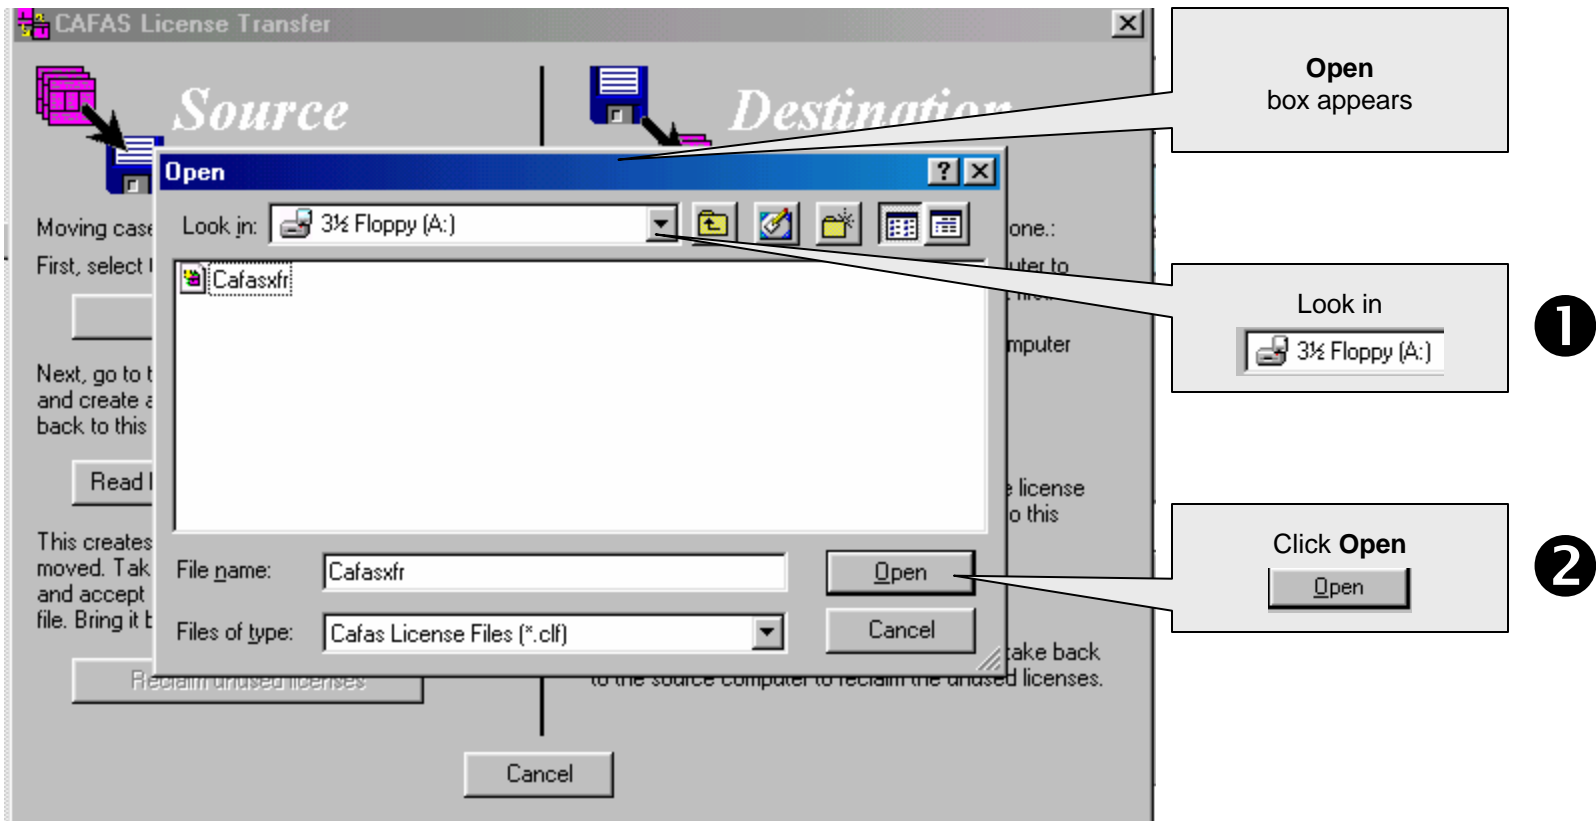 CAFAS License Transfer
Source
Destination
Open
box appears
Open
Look in: 3½ Floppy (A:)
Cafasxfr
Moving case
First, select
one.:
uter to
Look in
3½ Floppy (A:)
1
mputer
Next, go to t
and create a
back to this
Read l
e license
o this
This creates
moved. Tak
and accept
file. Bring it b
File name: Cafasxfr
Open
Files of type: Cafas License Files (*.clf)
Cancel
Click Open
Open
2
take back
to the source computer to reclaim the unused licenses.
Reclaim unused licenses
Cancel